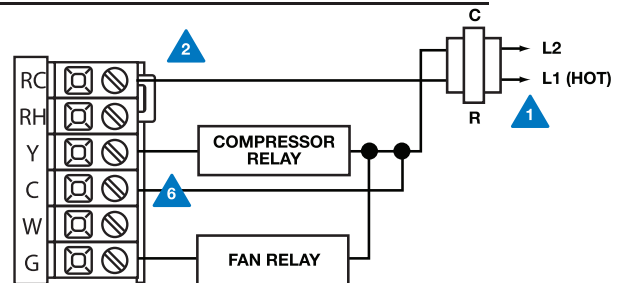 C
L2
2
RC
L1 (HOT)
1
R
RH
Y
COMPRESSOR
RELAY
C
6
W
G
FAN RELAY